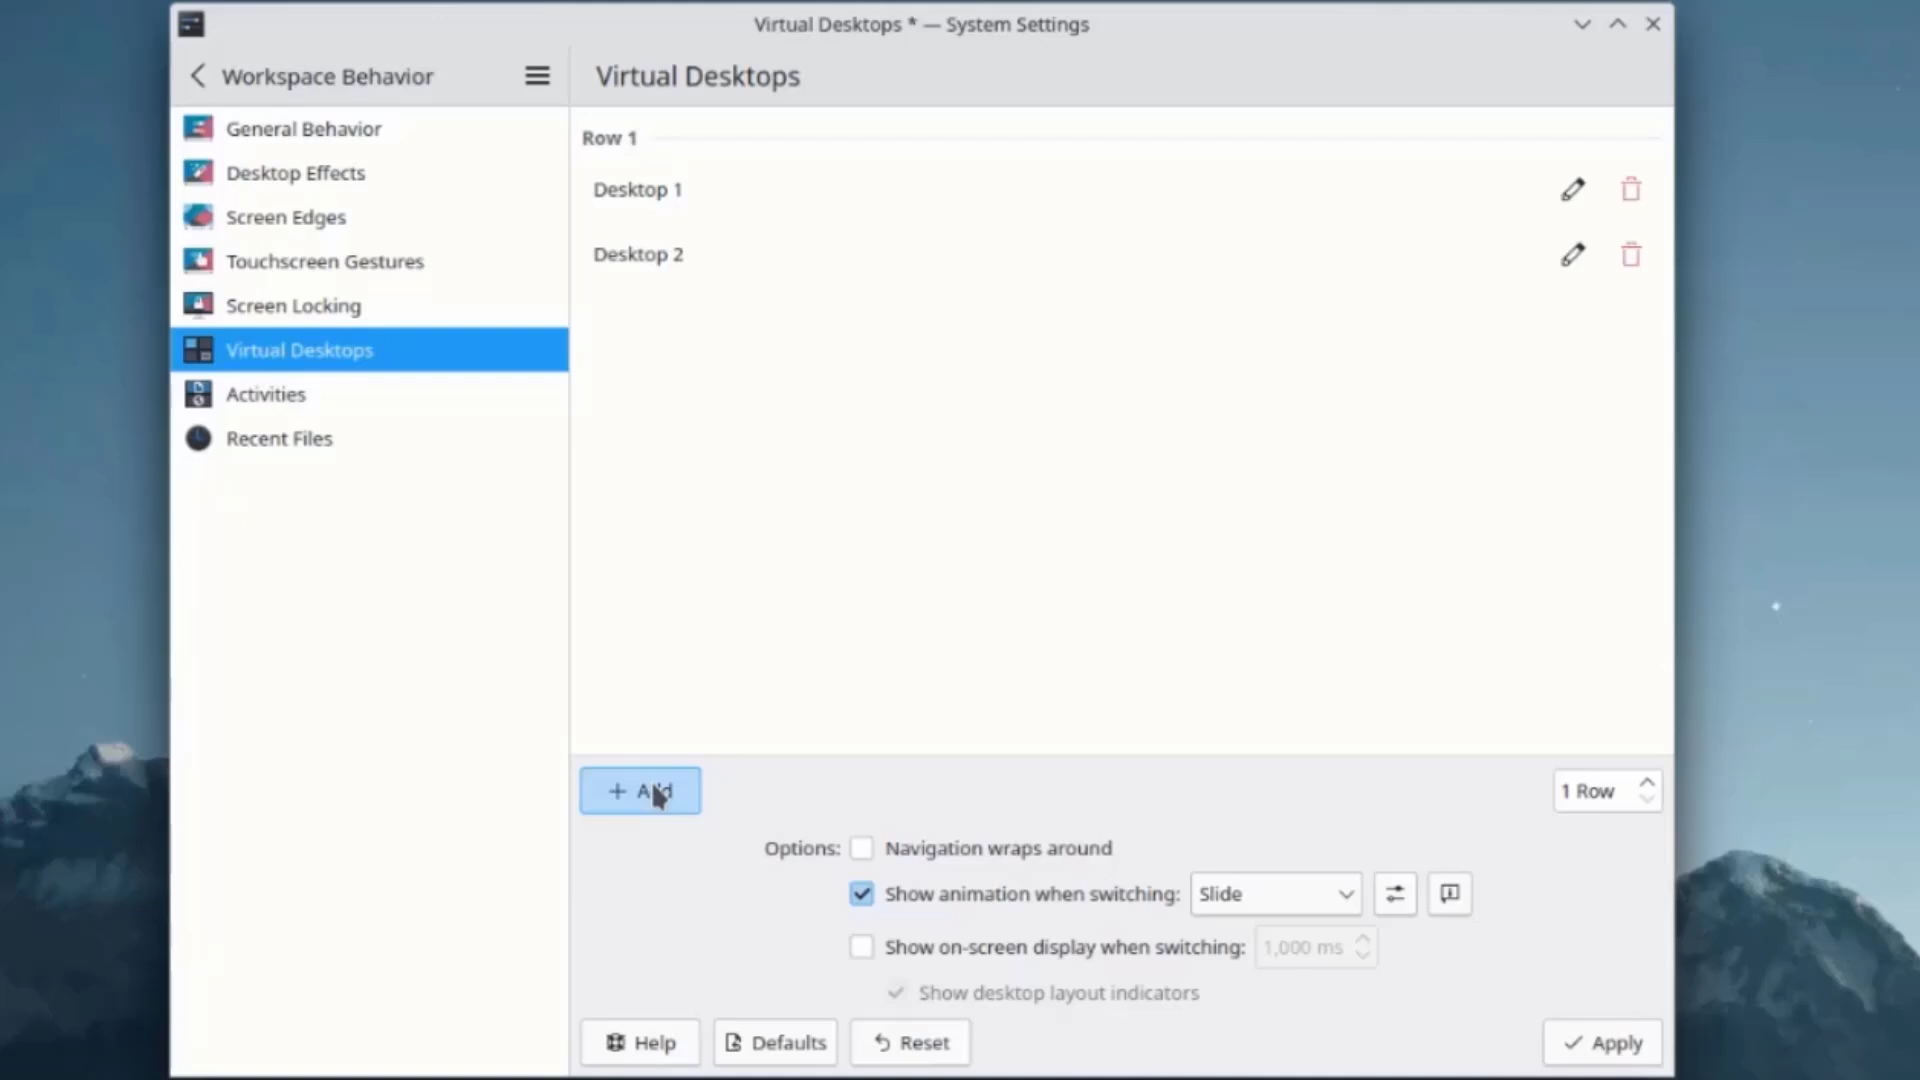 Virtual Desktops * — System Settings
Workspace Behavior
Virtual Desktops
General Behavior
Desktop Effects
Screen Edges
Touchscreen Gestures
Screen Locking
Virtual Desktops
Activities
Recent Files
Row 1
Desktop 1
Desktop 2
+ Add
1 Row
Options: Navigation wraps around
Show animation when switching: Slide
Show on-screen display when switching: 1,000 ms
Show desktop layout indicators
Help
Defaults
Reset
Apply